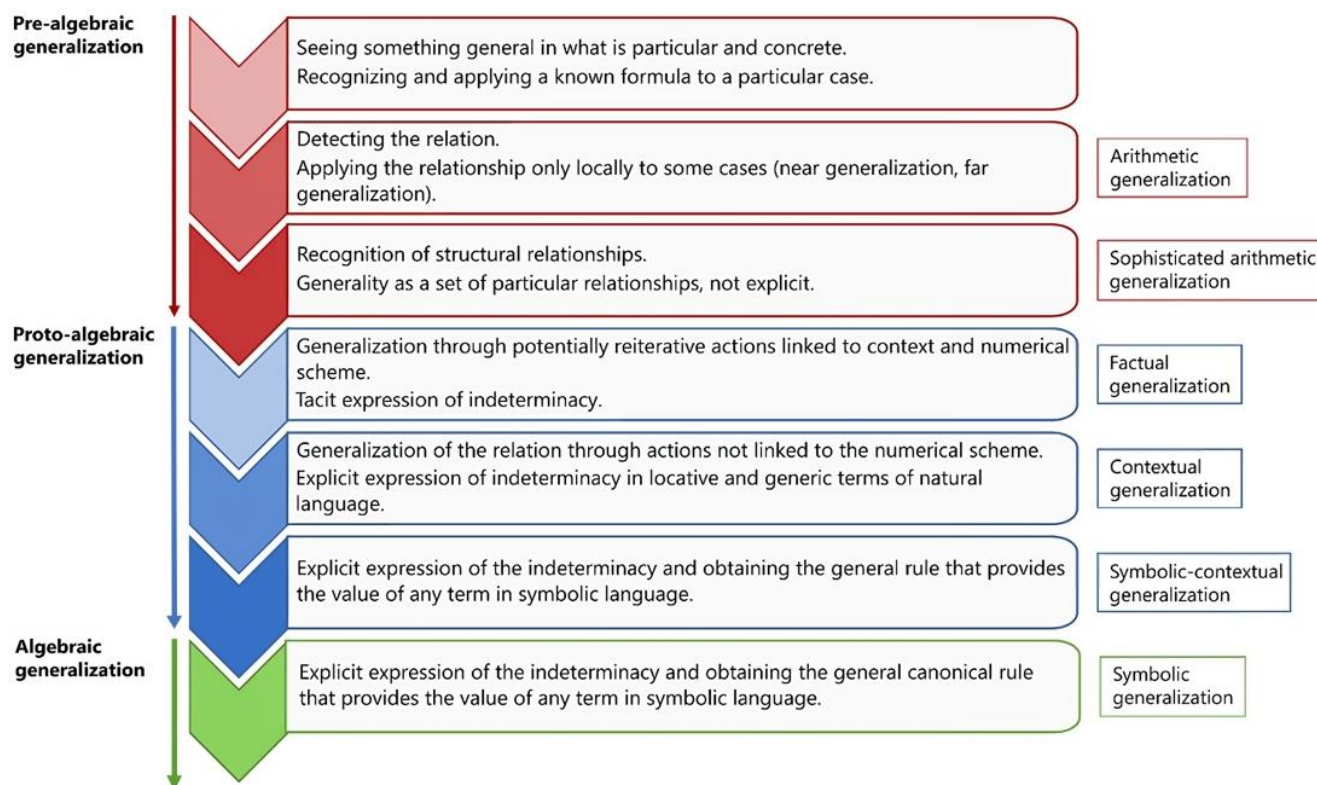 Pre-algebraic
generalization
Seeing something general in what is particular and concrete.
Recognizing and applying a known formula to a particular case.
Detecting the relation.
Applying the relationship only locally to some cases (near generalization, far
generalization).
Arithmetic
generalization
Recognition of structural relationships.
Generality as a set of particular relationships, not explicit.
Sophisticated arithmetic
generalization
Proto-algebraic
generalization
Generalization through potentially reiterative actions linked to context and numerical
scheme.
Tacit expression of indeterminacy.
Factual
generalization
Generalization of the relation through actions not linked to the numerical scheme.
Explicit expression of indeterminacy in locative and generic terms of natural
language.
Contextual
generalization
Explicit expression of the indeterminacy and obtaining the general rule that provides
the value of any term in symbolic language.
Symbolic-contextual
generalization
Algebraic
generalization
Explicit expression of the indeterminacy and obtaining the general canonical rule
that provides the value of any term in symbolic language.
Symbolic
generalization